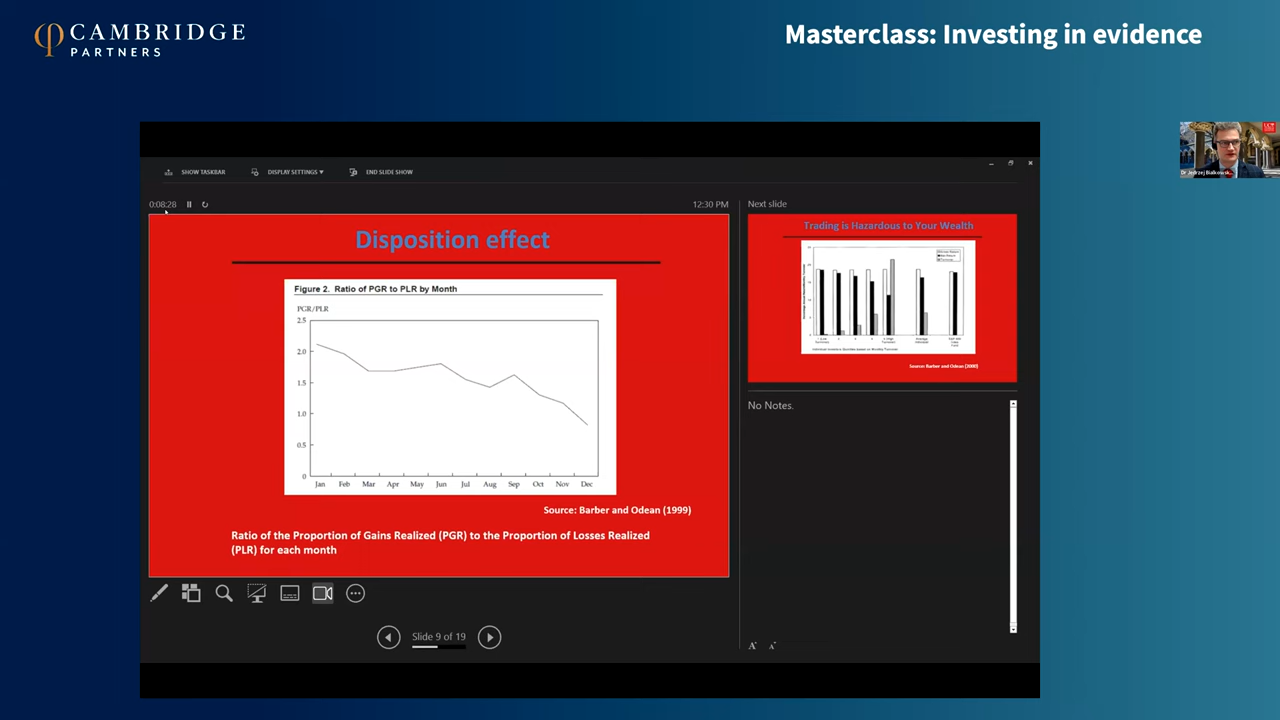 CAMBRIDGE
PARTNERS
Masterclass: Investing in evidence
SHOW TASKBAR
DISPLAY SETTINGS
END SLIDE SHOW
0:08:28
12:30 PM
Disposition effect
Figure 2. Ratio of PGR to PLR by Month
PGR/PLR
2.5
2.0
1.5
1.0
0.5
0
Jan Feb Mar Apr May Jun Jul Aug Sep Oct Nov Dec
Source: Barber and Odean (1999)
Ratio of the Proportion of Gains Realized (PGR) to the Proportion of Losses Realized
(PLR) for each month
Slide 9 of 19
Next slide
Trading is Hazardous to Your Wealth
Source: Barber and Odean (2000)
No Notes.
A A
UC
Dr Jedrzej Bialkowsk...